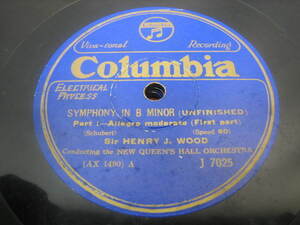 Viva-tonal Recording
Columbia
ELECTRICAL
PROCESS
SYMPHONY IN B MINOR (UNFINISHED)
Part 1:—Allegro moderato (First part)
(Schubert) (Speed 80)
Sir HENRY J. WOOD
Conducting the NEW QUEEN'S HALL ORCHESTRA
(AX 1490) A J 7025